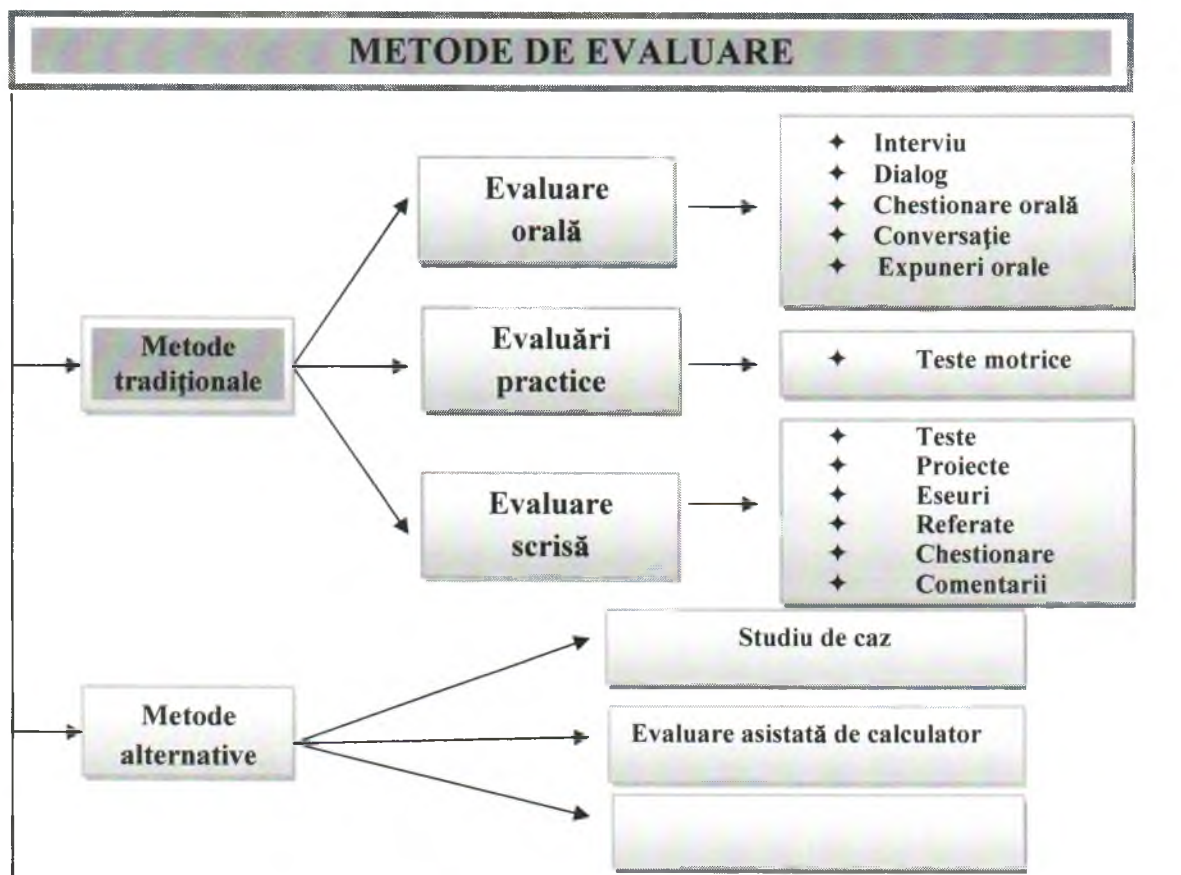 METODE DE EVALUARE
Evaluare
orală
✦ Interviu
✦ Dialog
✦ Chestionare orală
✦ Conversaţie
✦ Expuneri orale
Metode
tradiţionale
Evaluări
practice
✦ Teste motrice
Evaluare
scrisă
✦ Teste
✦ Proiecte
✦ Eseuri
✦ Referate
✦ Chestionare
✦ Comentarii
Metode
alternative
Studiu de caz
Evaluare asistată de calculator